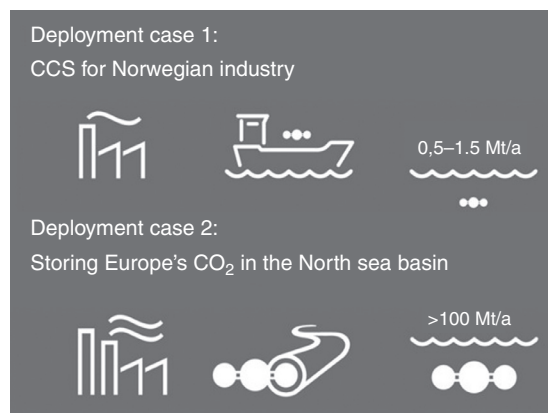 Deployment case 1:
CCS for Norwegian industry
0,5–1.5 Mt/a
Deployment case 2:
Storing Europe's CO₂ in the North sea basin
>100 Mt/a